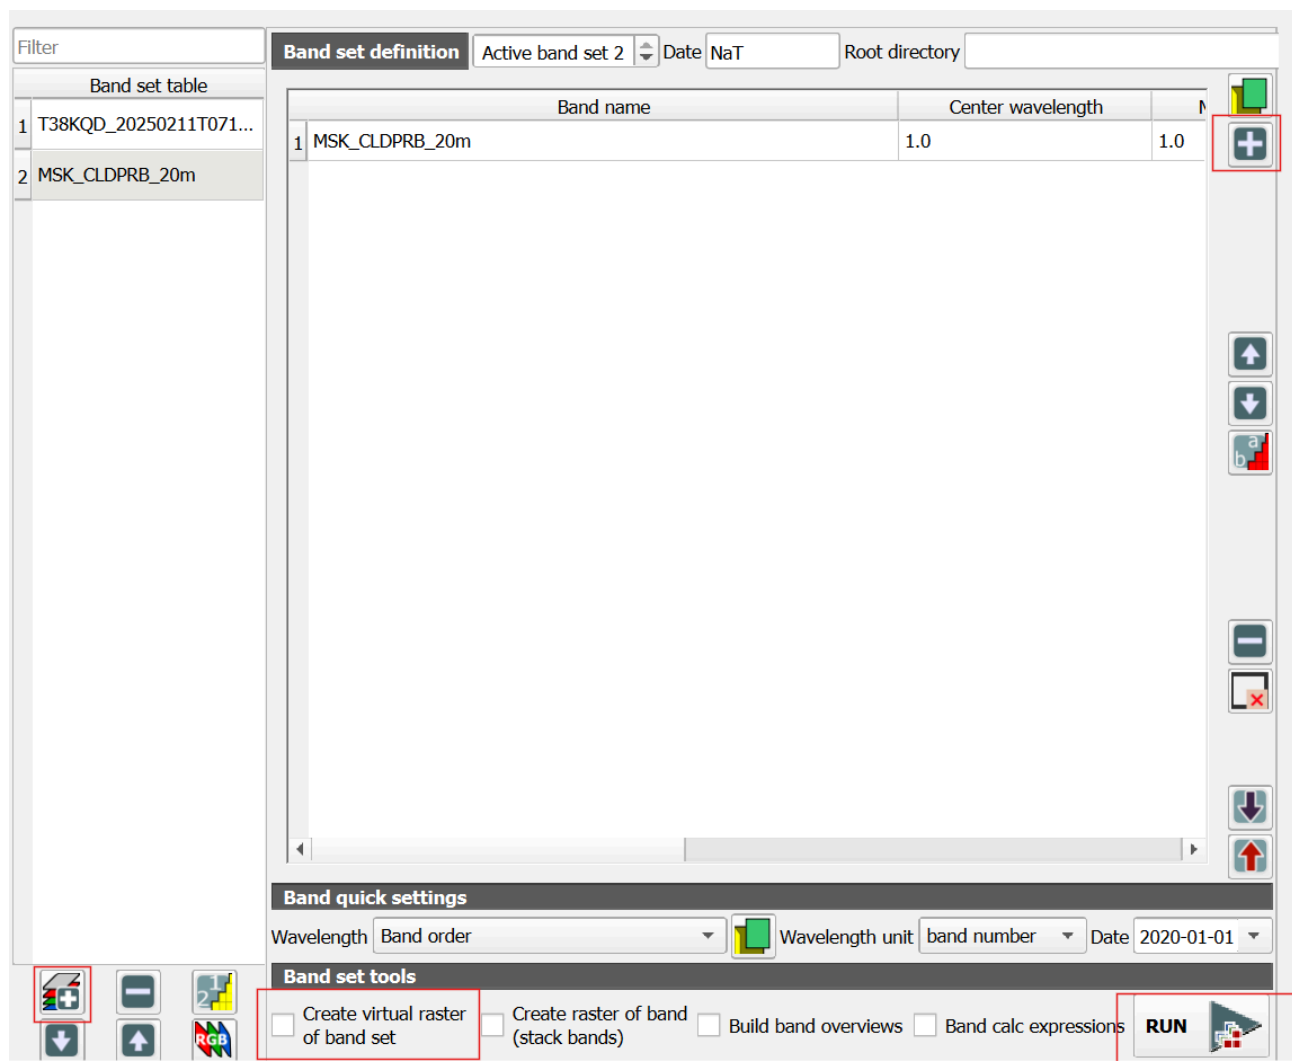 Filter
Band set definition Active band set 2 Date NaT Root directory
Band set table
Band name Center wavelength
1 T38KQD_20250211T071...
1 MSK_CLDPRB_20m 1.0 1.0
2 MSK_CLDPRB_20m
a
b
Band quick settings
Wavelength Band order Wavelength unit band number Date 2020-01-01
Band set tools
1
2
Create virtual raster
of band set
Create raster of band
(stack bands)
Build band overviews
Band calc expressions
RUN
RGB